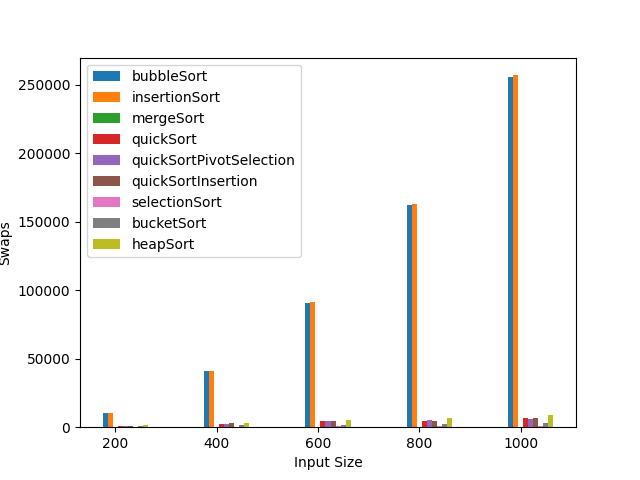 250000
200000
150000
100000
50000
0
Swaps
bubbleSort
insertionSort
mergeSort
quickSort
quickSortPivotSelection
quickSortInsertion
selectionSort
bucketSort
heapSort
200 400 600 800 1000
Input Size